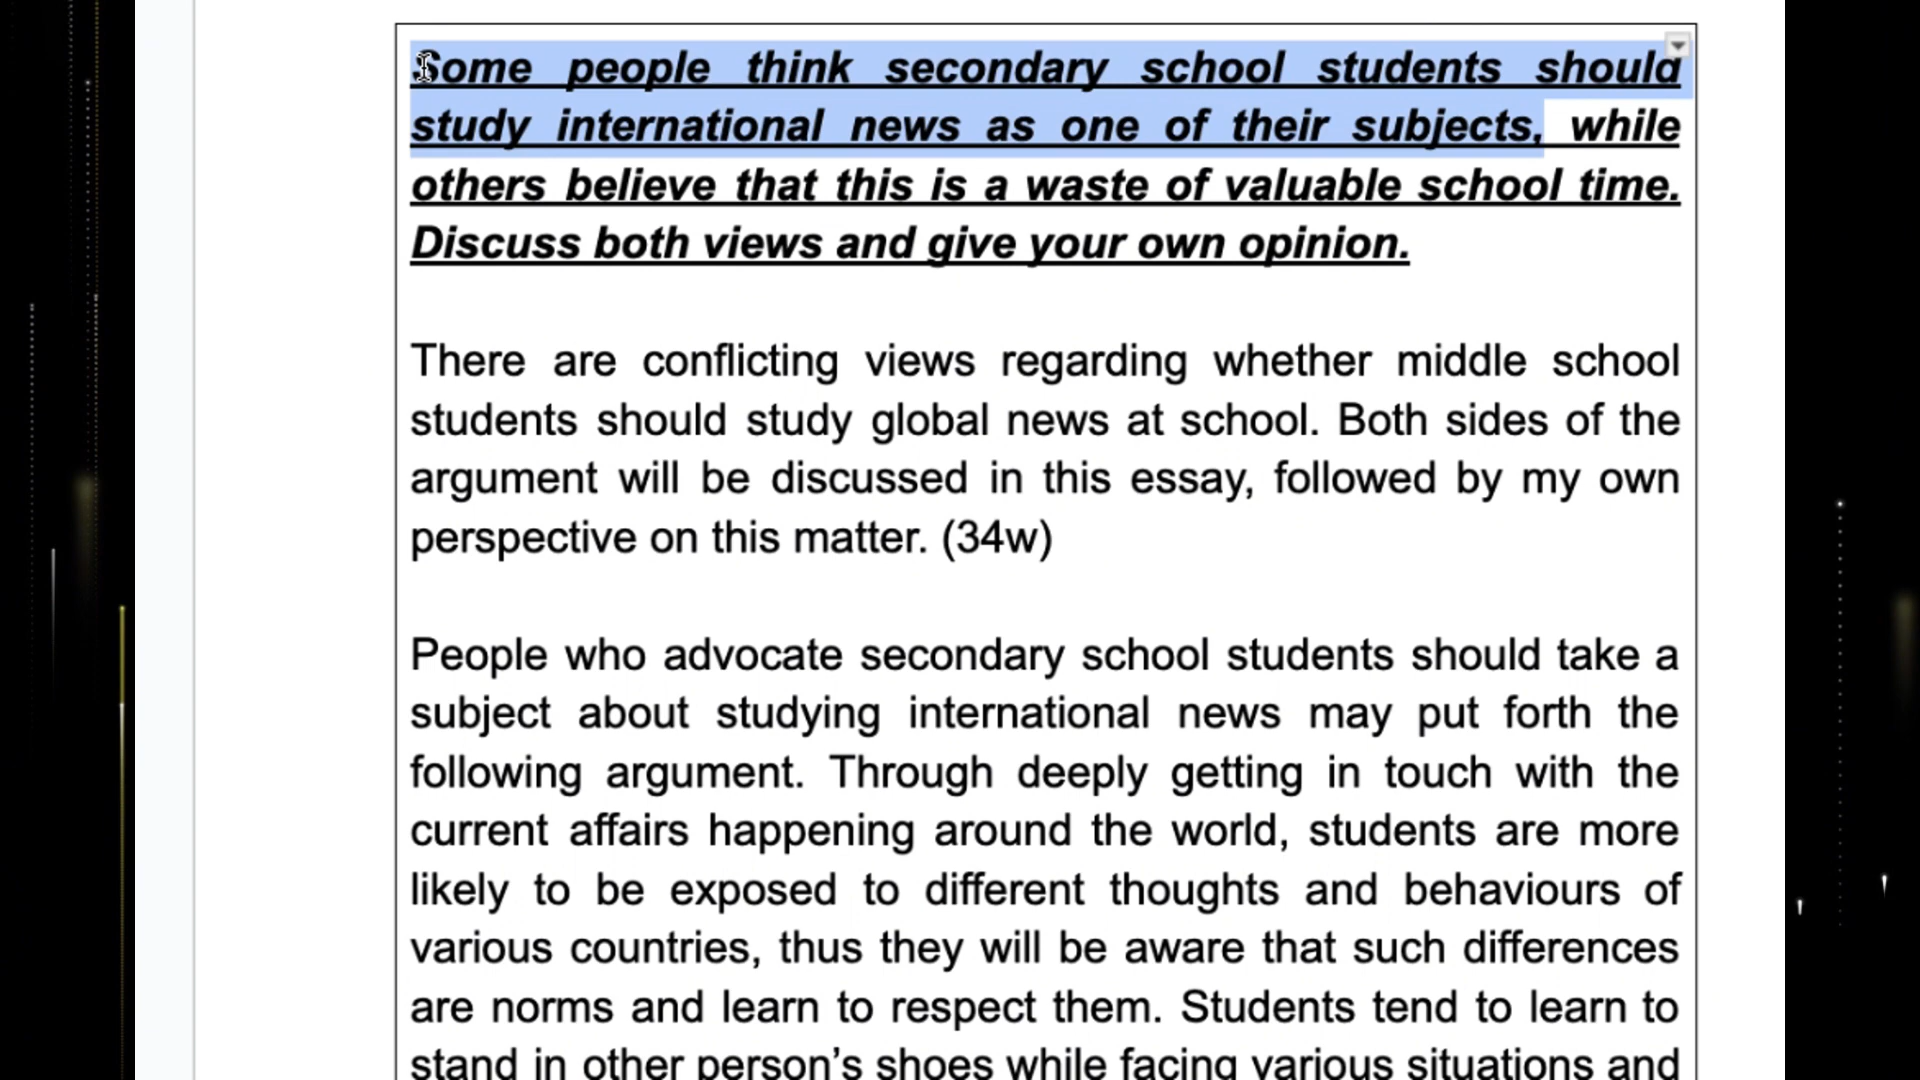 Some people think secondary school students should
study international news as one of their subjects, while
others believe that this is a waste of valuable school time.
Discuss both views and give your own opinion.
There are conflicting views regarding whether middle school
students should study global news at school. Both sides of the
argument will be discussed in this essay, followed by my own
perspective on this matter. (34w)
People who advocate secondary school students should take a
subject about studying international news may put forth the
following argument. Through deeply getting in touch with the
current affairs happening around the world, students are more
likely to be exposed to different thoughts and behaviours of
various countries, thus they will be aware that such differences
are norms and learn to respect them. Students tend to learn to
stand in other person’s shoes while facing various situations and